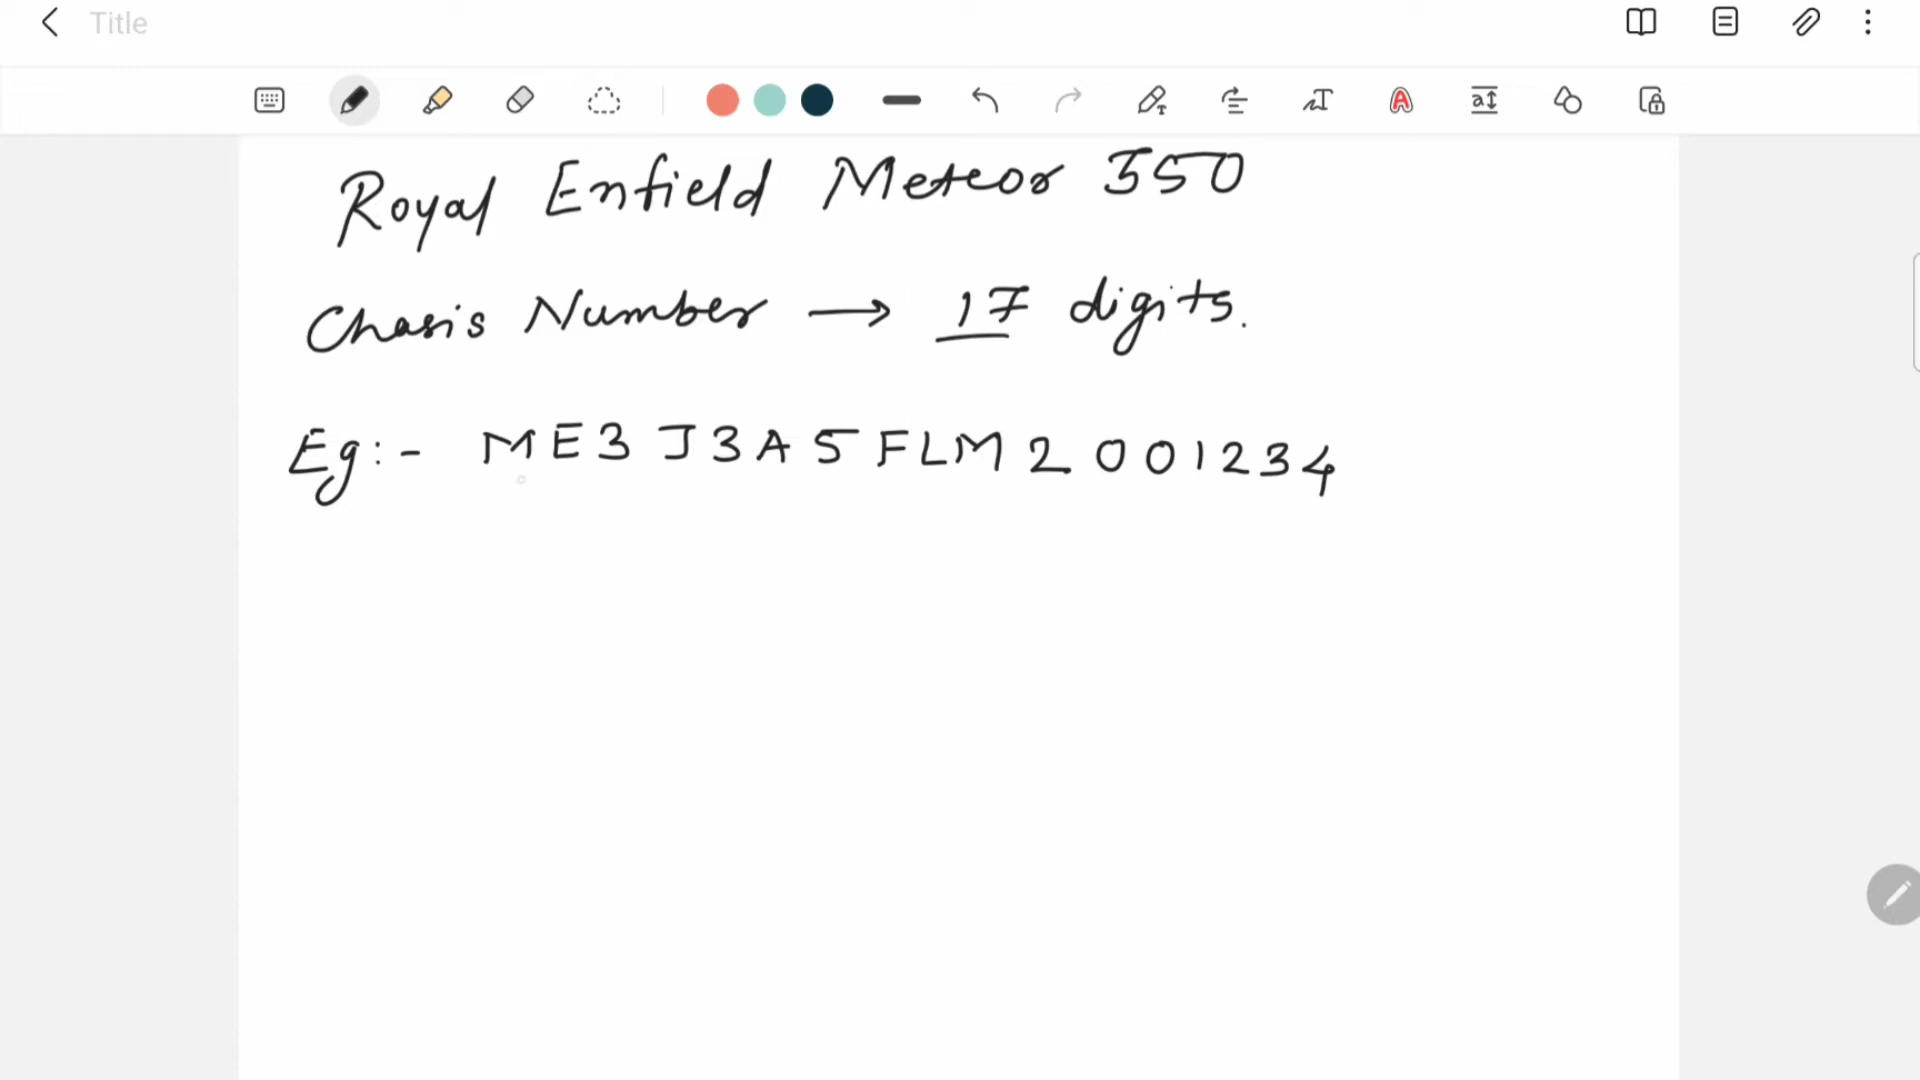 Title
Royal Enfield Meteor 350
Chasis Number → 17 digits.
Eg:- ME3J3A5FLM2001234